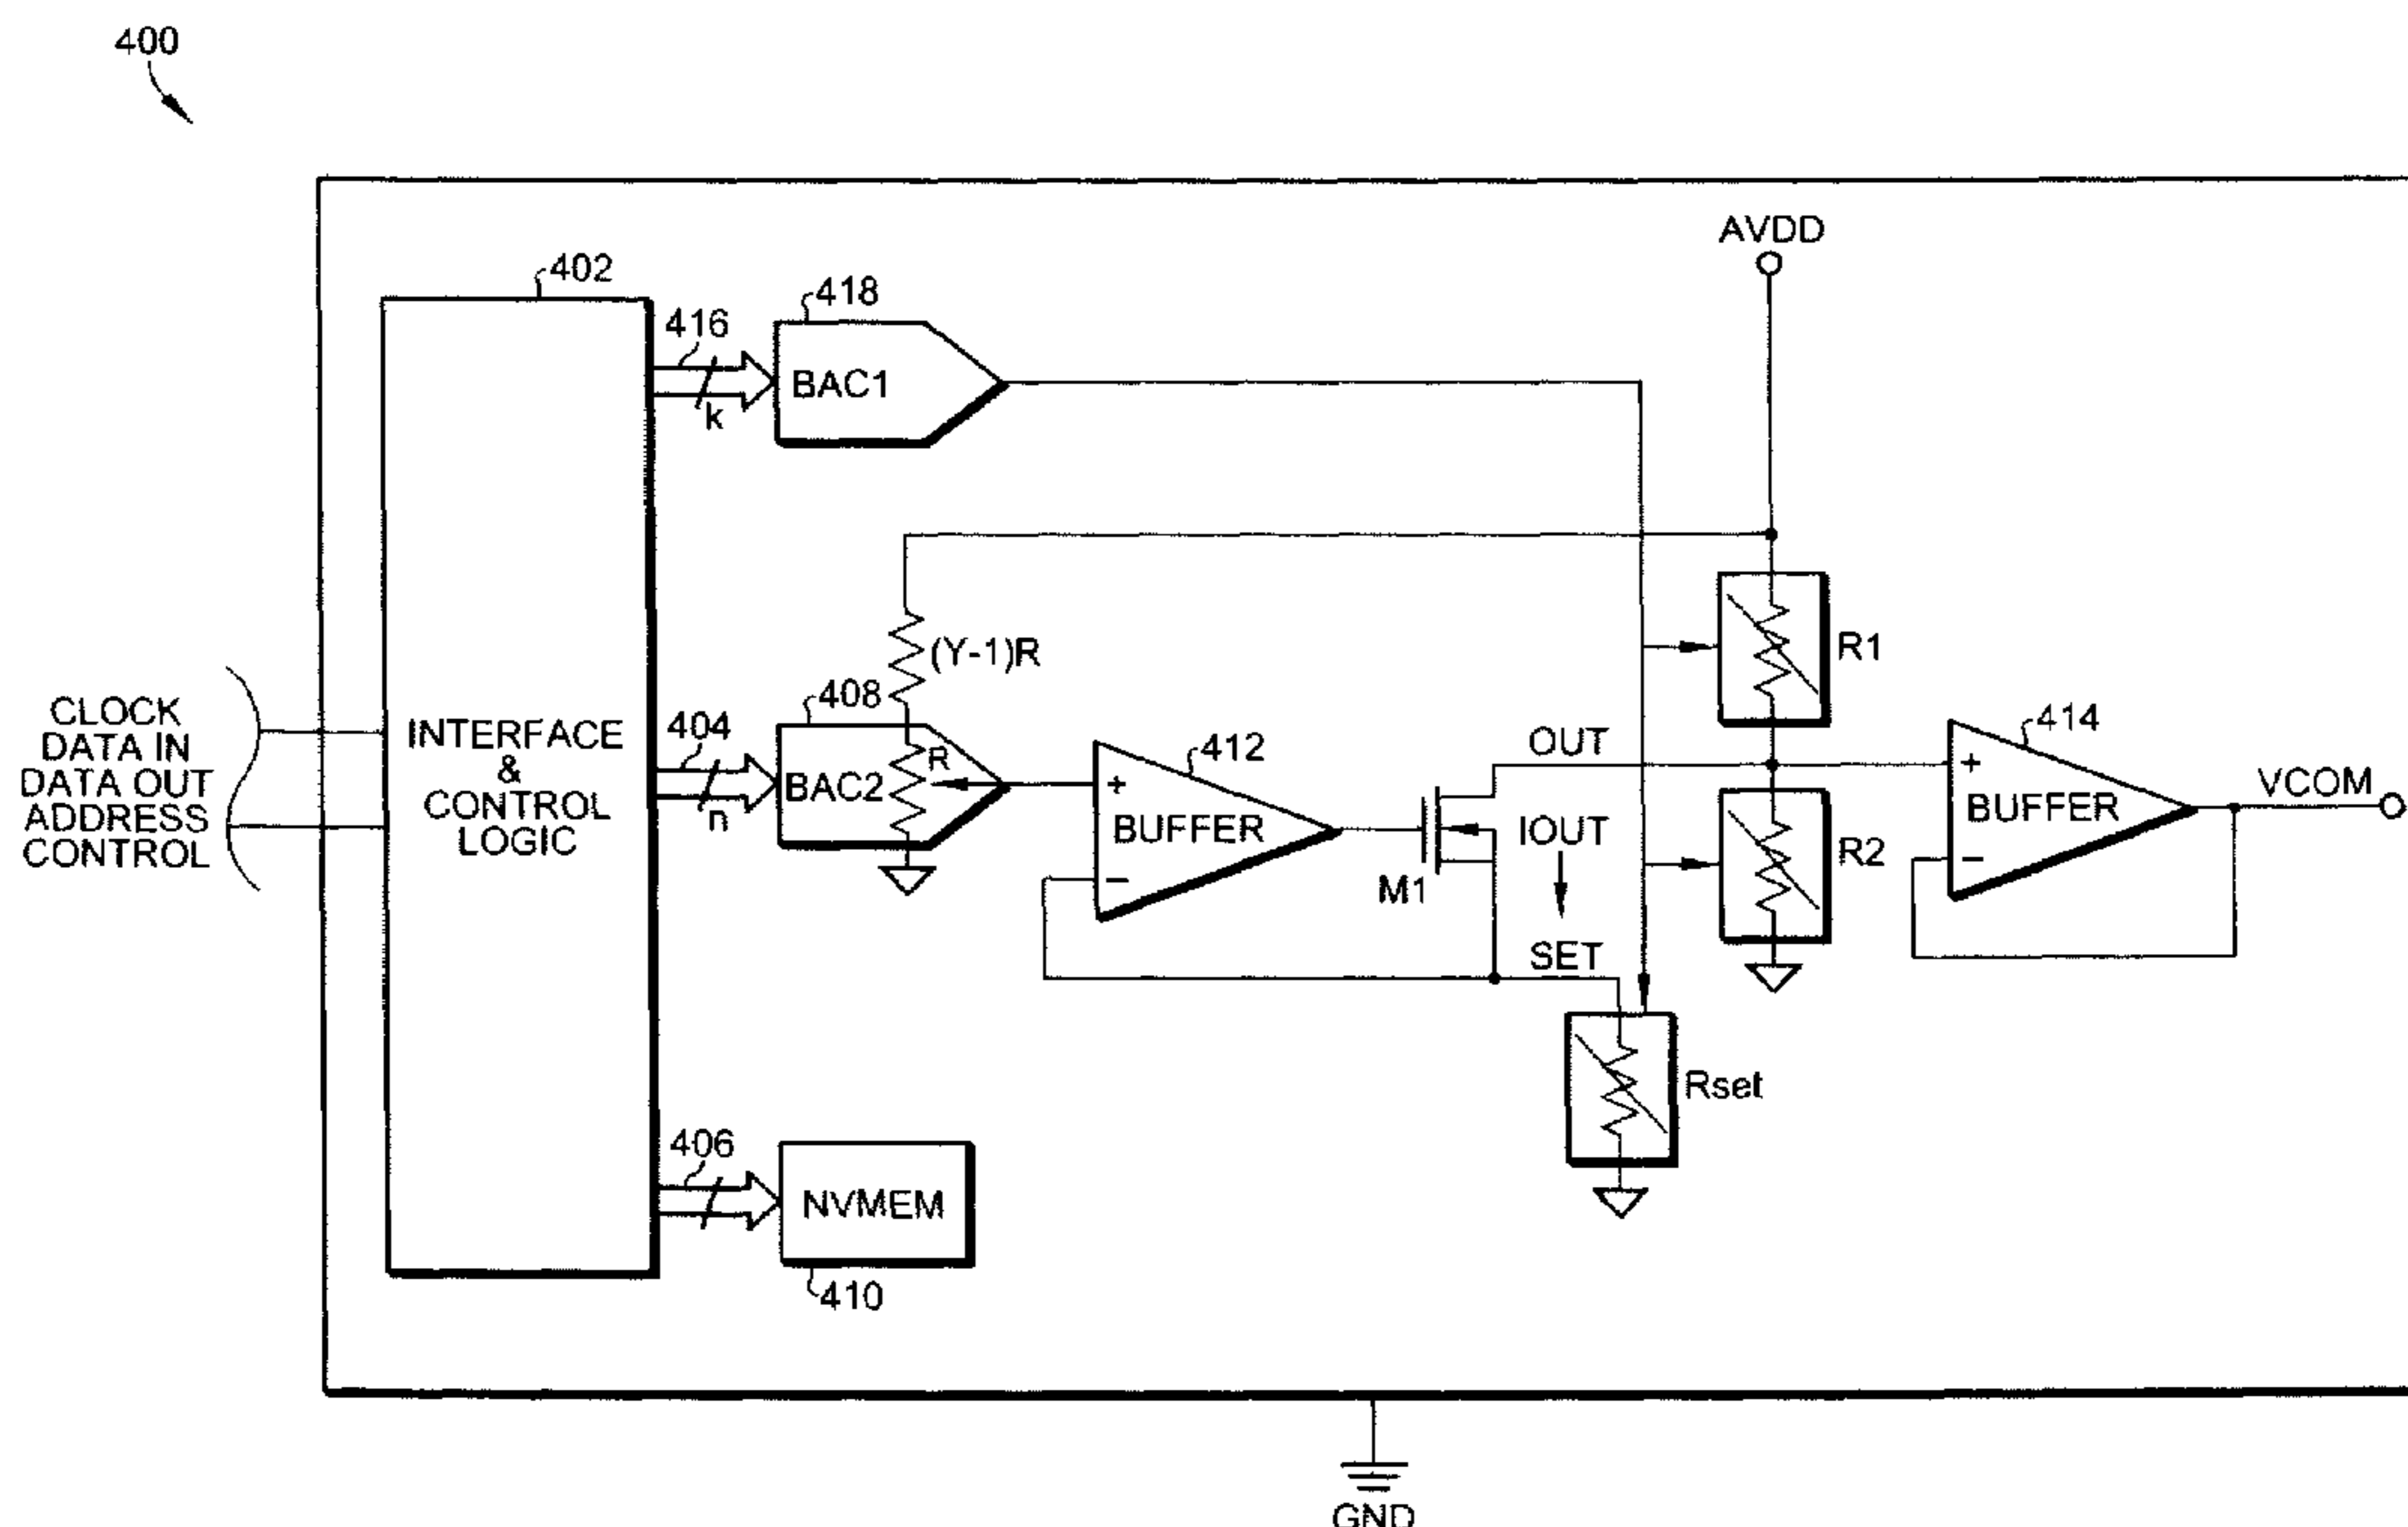 400
402
416
k
418
BAC1
AVDD
(Y-1)R
R1
CLOCK
DATA IN
DATA OUT
ADDRESS
CONTROL
INTERFACE
&
CONTROL
LOGIC
404
n
408
BAC2
R
412
+
BUFFER
−
OUT
IOUT
M1
SET
R2
414
+
BUFFER
−
VCOM
Rset
406
NVMEM
410
GND